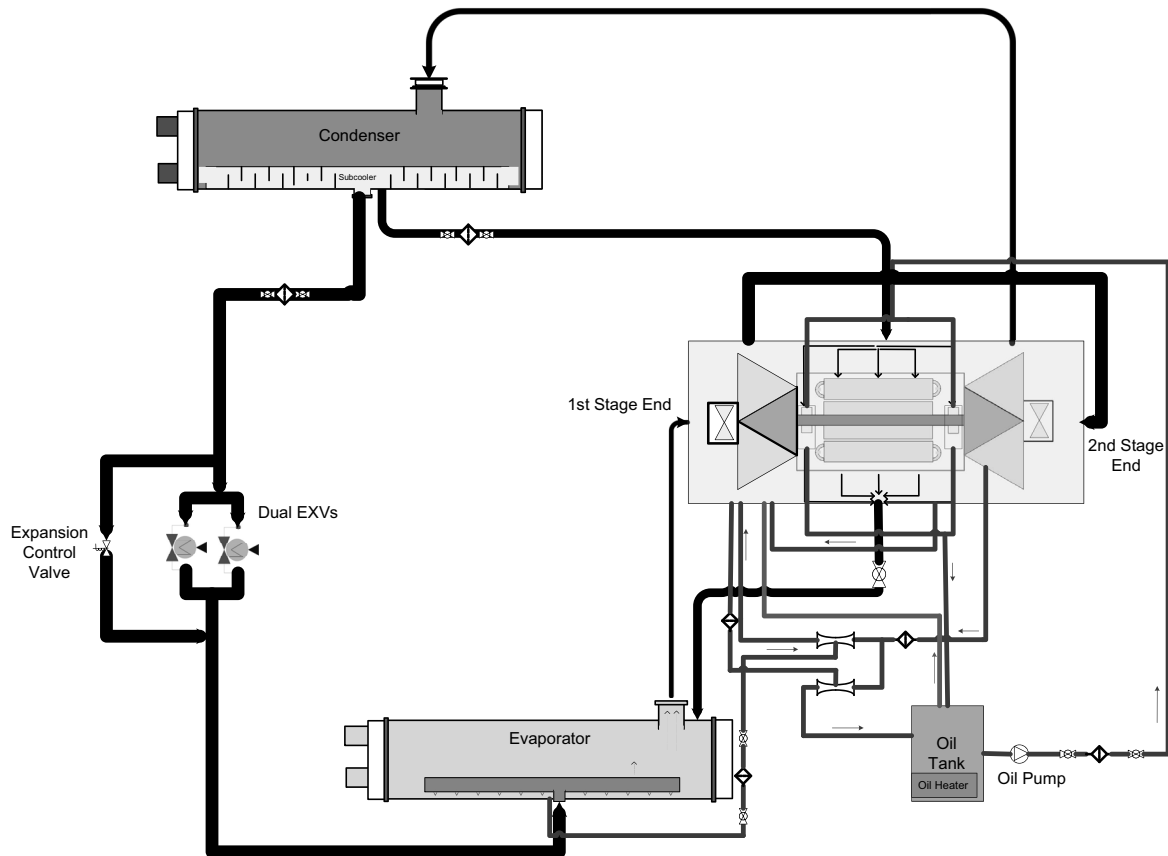 Condenser
Subcooler
1st Stage End
2nd Stage
End
Dual EXVs
Expansion
Control
Valve
Evaporator
Oil
Tank
Oil Heater
Oil Pump